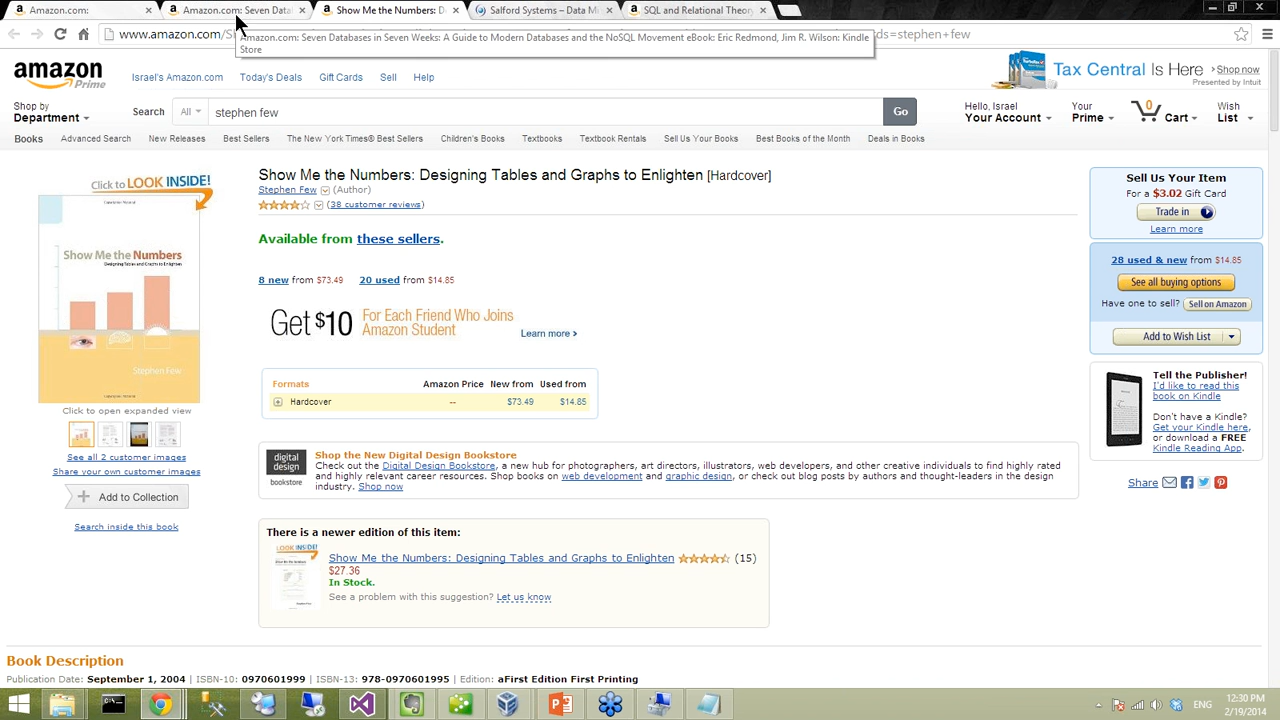 Amazon.com:
Amazon.com: Seven Data
Show Me the Numbers: D
Salford Systems – Data M
SQL and Relational Theory
www.amazon.com/S
ds=stephen+few
Amazon.com: Seven Databases in Seven Weeks: A Guide to Modern Databases and the NoSQL Movement eBook: Eric Redmond, Jim R. Wilson: Kindle
Store
amazon
Prime
Israel's Amazon.com
Today's Deals
Gift Cards
Sell
Help
Tax Central Is Here
Shop now
Presented by Intuit
Shop by
Department
Search
All
stephen few
Go
Hello, Israel
Your Account
Your
Prime
0
Cart
Wish
List
Books
Advanced Search
New Releases
Best Sellers
The New York Times® Best Sellers
Children's Books
Textbooks
Textbook Rentals
Sell Us Your Books
Best Books of the Month
Deals in Books
Click to LOOK INSIDE!
Show Me the Numbers
Designing Tables and Graphs to Enlighten
Stephen Few
Click to open expanded view
See all 2 customer images
Share your own customer images
Add to Collection
Search inside this book
Show Me the Numbers: Designing Tables and Graphs to Enlighten [Hardcover]
Stephen Few (Author)
(38 customer reviews)
Available from these sellers.
8 new from $73.49 20 used from $14.85
Get $10 For Each Friend Who Joins
Amazon Student
Learn more >
Formats Amazon Price New from Used from
Hardcover -- $73.49 $14.85
digital
design
bookstore
Shop the New Digital Design Bookstore
Check out the Digital Design Bookstore, a new hub for photographers, art directors, illustrators, web developers, and other creative individuals to find highly rated
and highly relevant career resources. Shop books on web development and graphic design, or check out blog posts by authors and thought-leaders in the design
industry. Shop now
There is a newer edition of this item:
LOOK INSIDE!
Show Me the Numbers: Designing Tables and Graphs to Enlighten (15)
$27.36
In Stock.
See a problem with this suggestion? Let us know
Sell Us Your Item
For a $3.02 Gift Card
Trade in
Learn more
28 used & new from $14.85
See all buying options
Have one to sell? Sell on Amazon
Add to Wish List
Tell the Publisher!
I'd like to read this
book on Kindle
Don't have a Kindle?
Get your Kindle here,
or download a FREE
Kindle Reading App.
Share
Book Description
Publication Date: September 1, 2004 | ISBN-10: 0970601999 | ISBN-13: 978-0970601995 | Edition: aFirst Edition First Printing
ENG
12:30 PM
2/19/2014